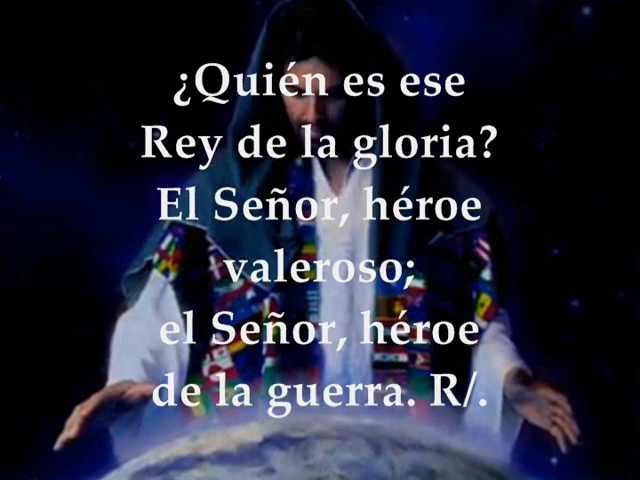 ¿Quién es ese
Rey de la gloria?
El Señor, héroe
valeroso;
el Señor, héroe
de la guerra. R/.